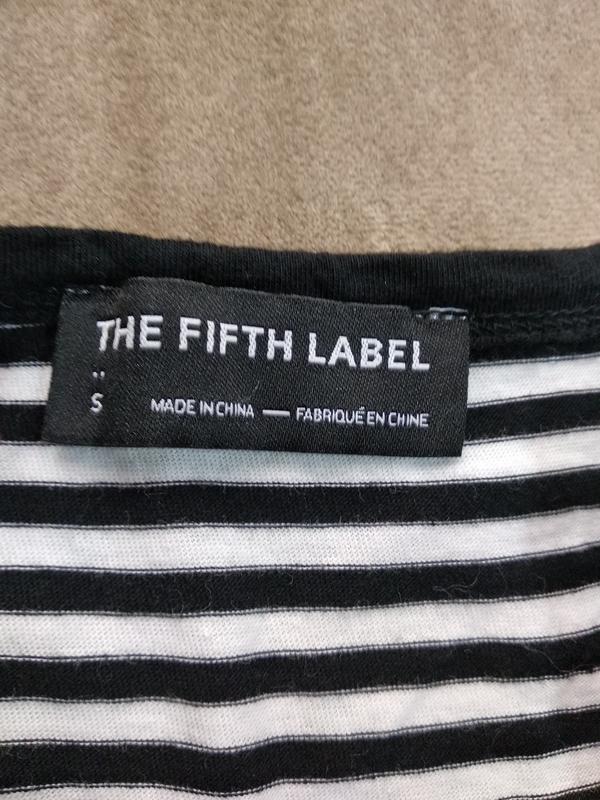 THE FIFTH LABEL
S
MADE IN CHINA — FABRIQUÉ EN CHINE